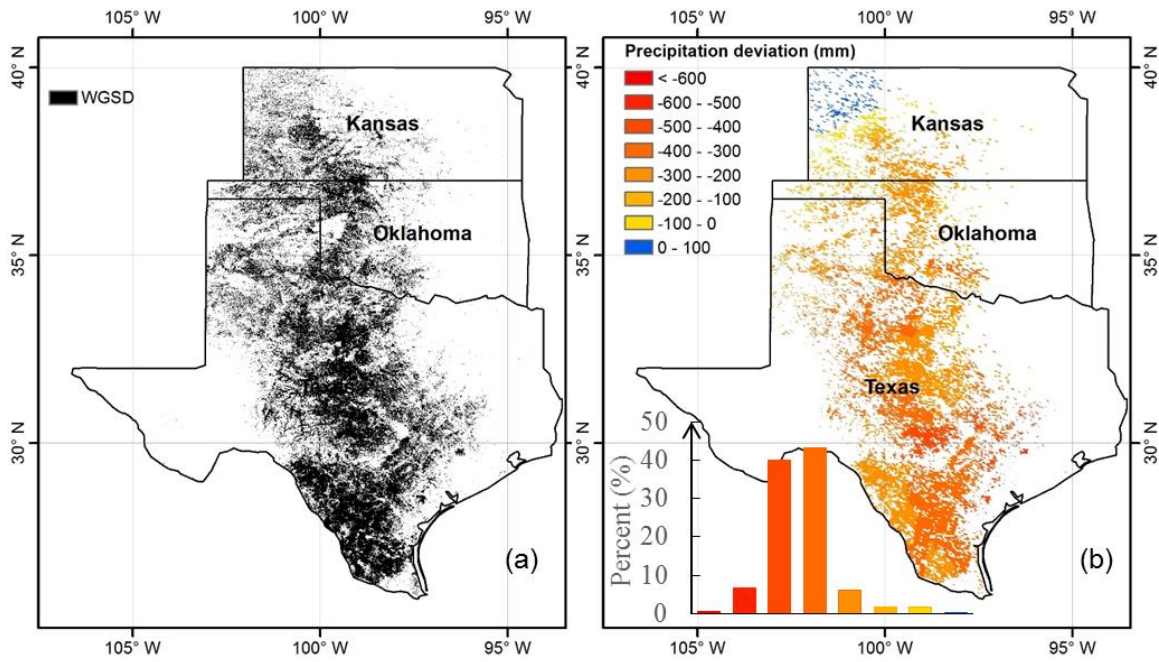 105° W 100° W 95° W 105° W 100° W 95° W
40° N
35° N
30° N
WGSD
Kansas
Oklahoma
Texas
(a)
105° W 100° W 95° W
Precipitation deviation (mm)
< -600
-600 - -500
-500 - -400
-400 - -300
-300 - -200
-200 - -100
-100 - 0
0 - 100
Kansas
Oklahoma
Texas
Percent (%)
50
40
30
20
10
0
(b)
40° N
35° N
30° N
105° W 100° W 95° W